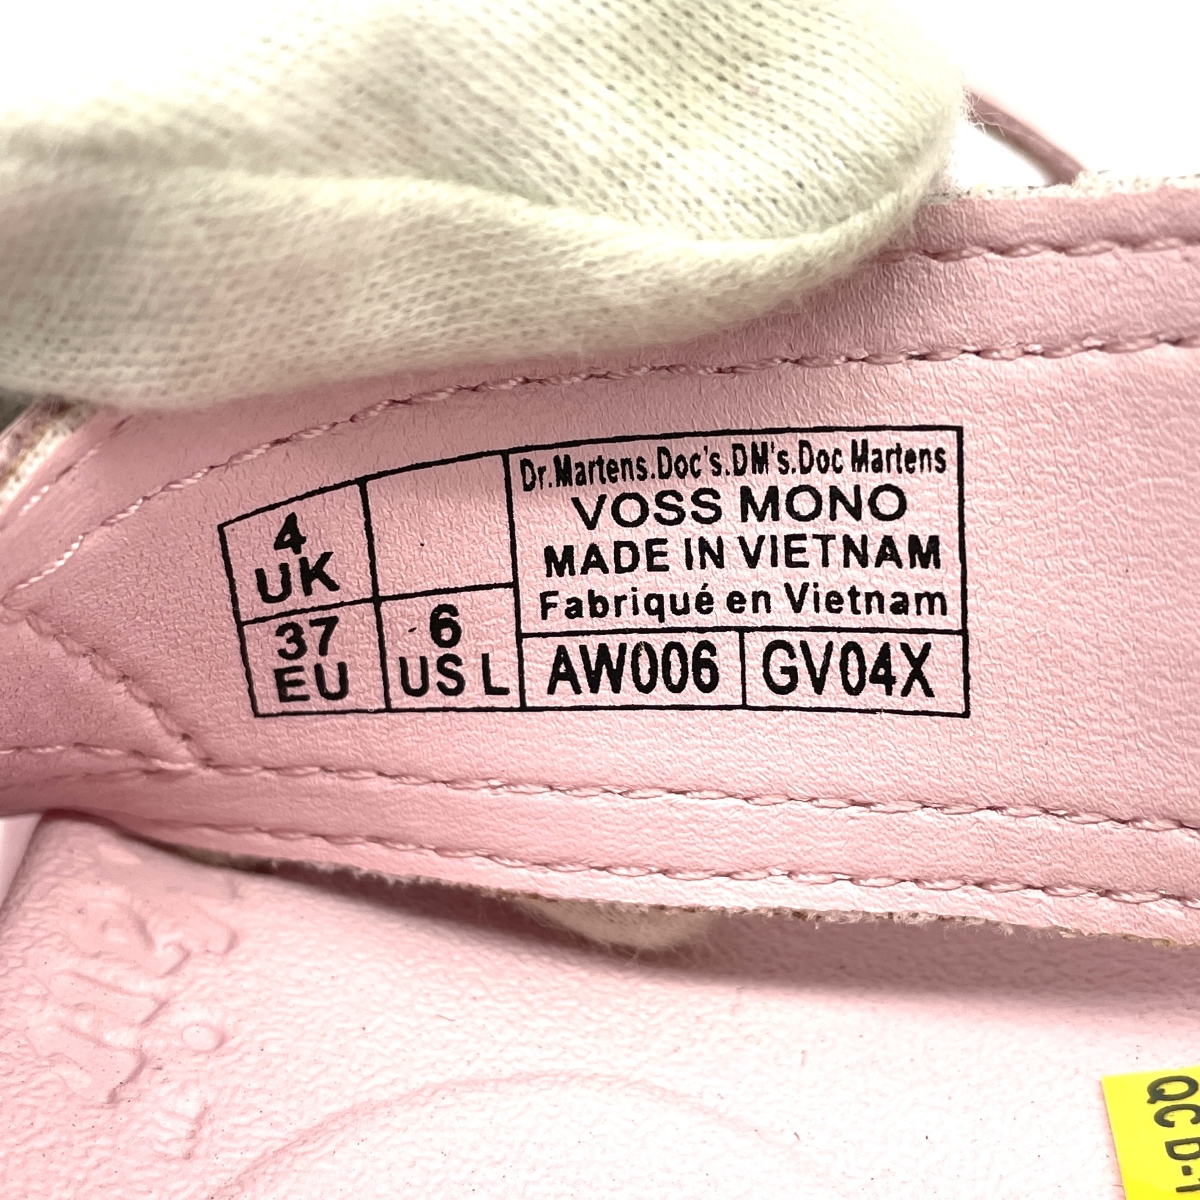 4
UK
37
EU
6
US L
Dr.Martens.Doc's.DM's.Doc Martens
VOSS MONO
MADE IN VIETNAM
Fabriqué en Vietnam
AW006
GV04X
QC D-